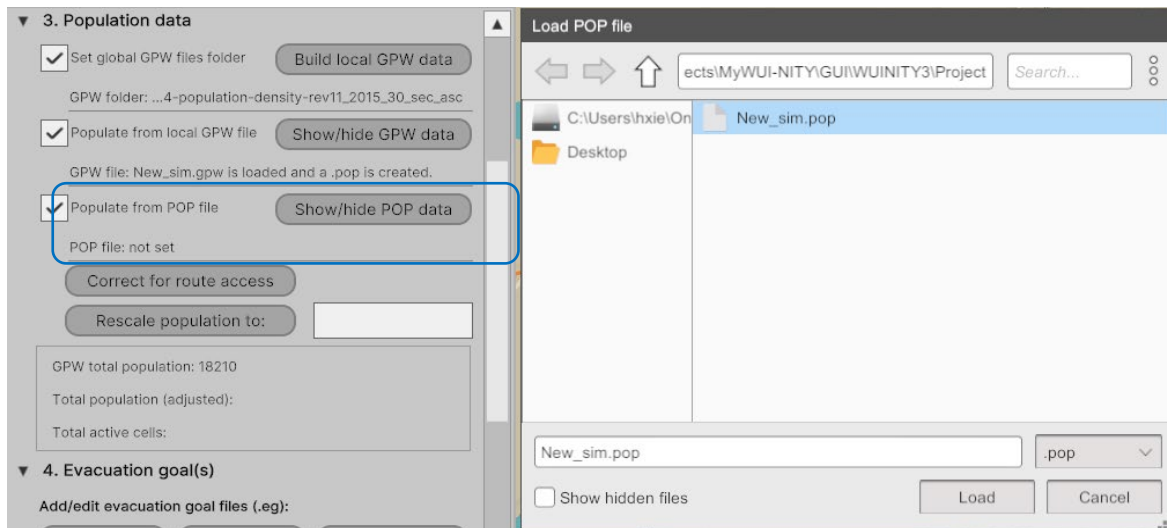 3. Population data
Set global GPW files folder
Build local GPW data
GPW folder: ...4-population-density-rev11_2015_30_sec_asc
Populate from local GPW file
Show/hide GPW data
GPW file: New_sim.gpw is loaded and a .pop is created.
Populate from POP file
Show/hide POP data
POP file: not set
Correct for route access
Rescale population to:
GPW total population: 18210
Total population (adjusted):
Total active cells:
4. Evacuation goal(s)
Add/edit evacuation goal files (.eg):
Load POP file
ects\MyWUI-NITY\GUI\WUINITY3\Project
Search...
C:\Users\hxie\On
Desktop
New_sim.pop
New_sim.pop
.pop
Show hidden files
Load
Cancel